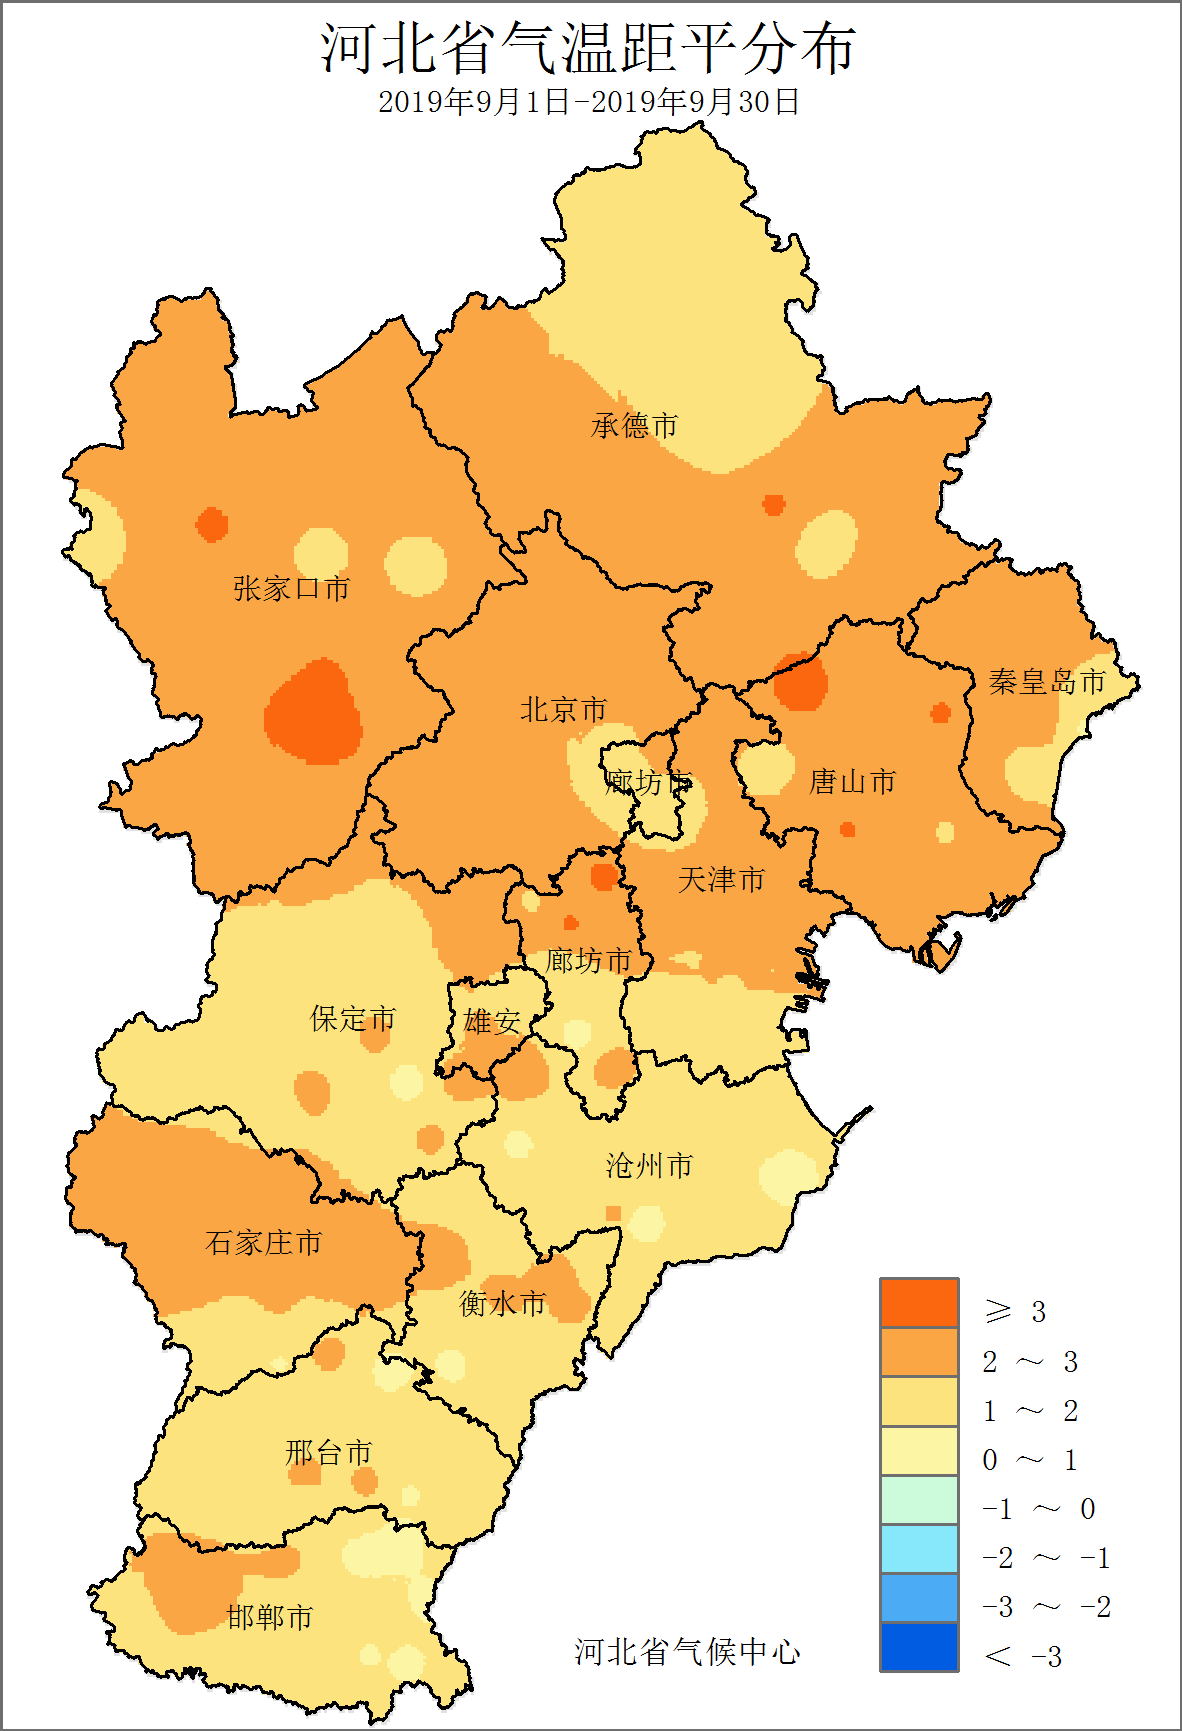 河北省气温距平分布
2019年9月1日-2019年9月30日
承德市
张家口市
秦皇岛市
北京市
廊坊市
唐山市
天津市
廊坊市
保定市
雄安
沧州市
石家庄市
衡水市
邢台市
邯郸市
≥ 3
2 ～ 3
1 ～ 2
0 ～ 1
-1 ～ 0
-2 ～ -1
-3 ～ -2
< -3
河北省气候中心